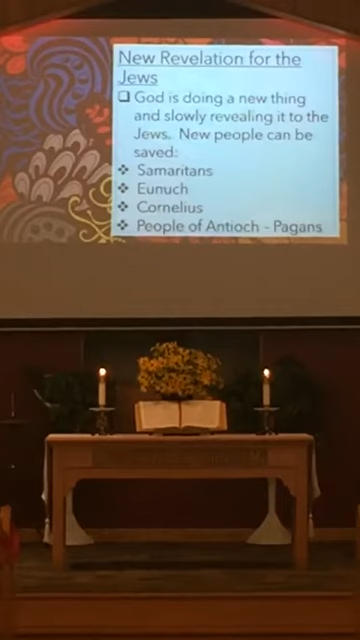 New Revelation for the
Jews
❑ God is doing a new thing
and slowly revealing it to the
Jews. New people can be
saved:
❖ Samaritans
❖ Eunuch
❖ Cornelius
❖ People of Antioch - Pagans